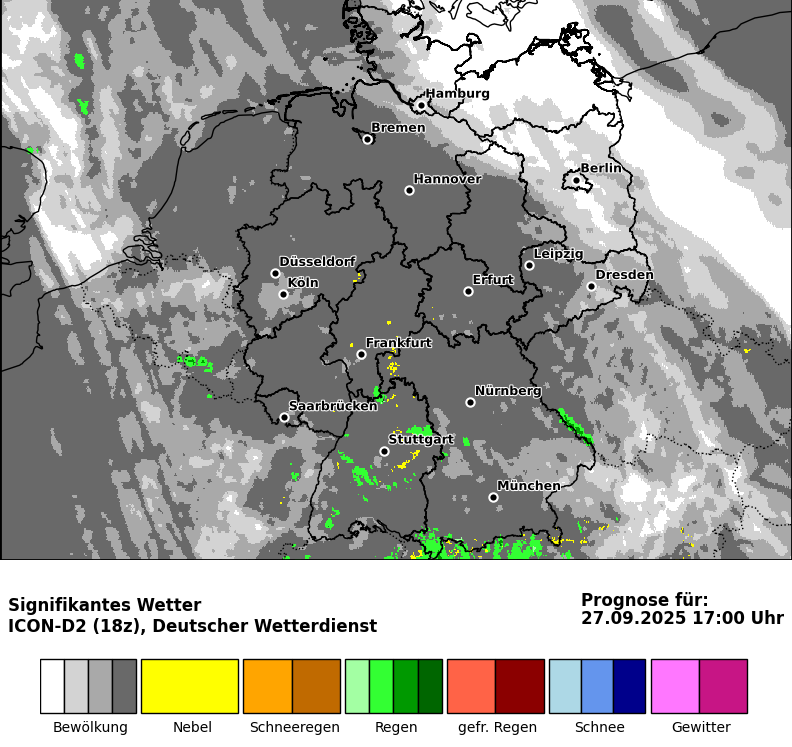 Hamburg
Bremen
Berlin
Hannover
Leipzig
Düsseldorf
Dresden
Köln
Erfurt
Frankfurt
Nürnberg
Saarbrücken
Stuttgart
München
Signifikantes Wetter
ICON-D2 (18z), Deutscher Wetterdienst
Prognose für:
27.09.2025 17:00 Uhr
Bewölkung Nebel Schneeregen Regen gefr. Regen Schnee Gewitter